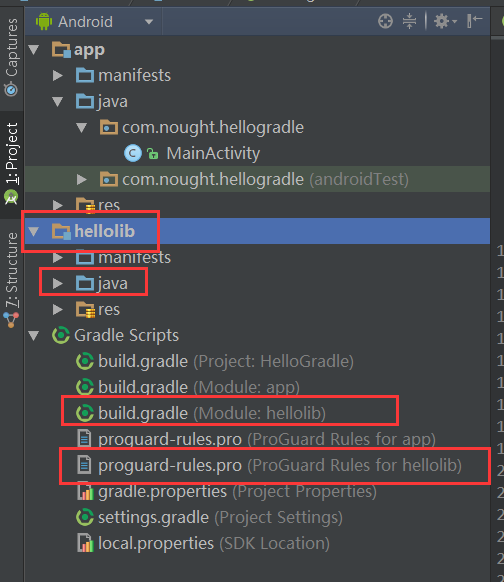 Captures
1: Project
Z: Structure
Android
app
manifests
java
com.nought.hellogradle
MainActivity
com.nought.hellogradle (androidTest)
res
hellolib
manifests
java
res
Gradle Scripts
build.gradle (Project: HelloGradle)
build.gradle (Module: app)
build.gradle (Module: hellolib)
proguard-rules.pro (ProGuard Rules for app)
proguard-rules.pro (ProGuard Rules for hellolib)
gradle.properties (Project Properties)
settings.gradle (Project Settings)
local.properties (SDK Location)